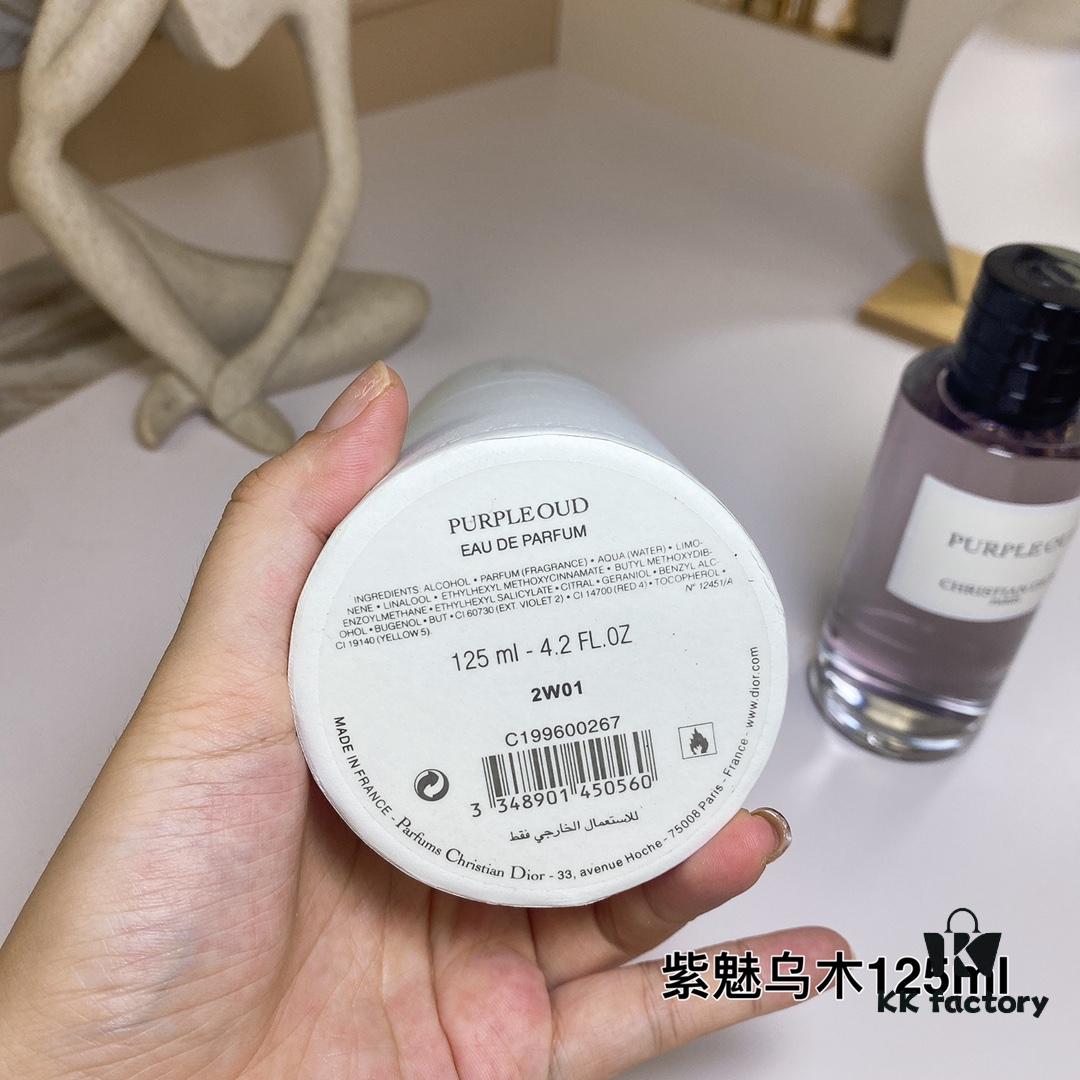 PURPLE OUD
EAU DE PARFUM
INGREDIENTS: ALCOHOL • PARFUM (FRAGRANCE) • AQUA (WATER) • LIMO-
NENE • LINALOOL • ETHYLHEXYL METHOXYCINNAMATE • BUTYL METHOXYDIB-
ENZOYLMETHANE • ETHYLHEXYL SALICYLATE • CITRAL • GERANIOL • BENZYL ALC-
OHOL • BUGENOL • BUT • CI 60730 (EXT. VIOLET 2) • CI 14700 (RED 4) • TOCOPHEROL •
CI 19140 (YELLOW 5).
N° 12451/A
125 ml - 4.2 FL.OZ
2W01
C199600267
3 348901 450560
للاستعمال الخارجي فقط
MADE IN FRANCE - Parfums Christian Dior - 33, avenue Hoche - 75008 Paris - France - www.dior.com
PURPLE OU
CHRISTIAN
PARIS
紫魅乌木125ml
KK factory